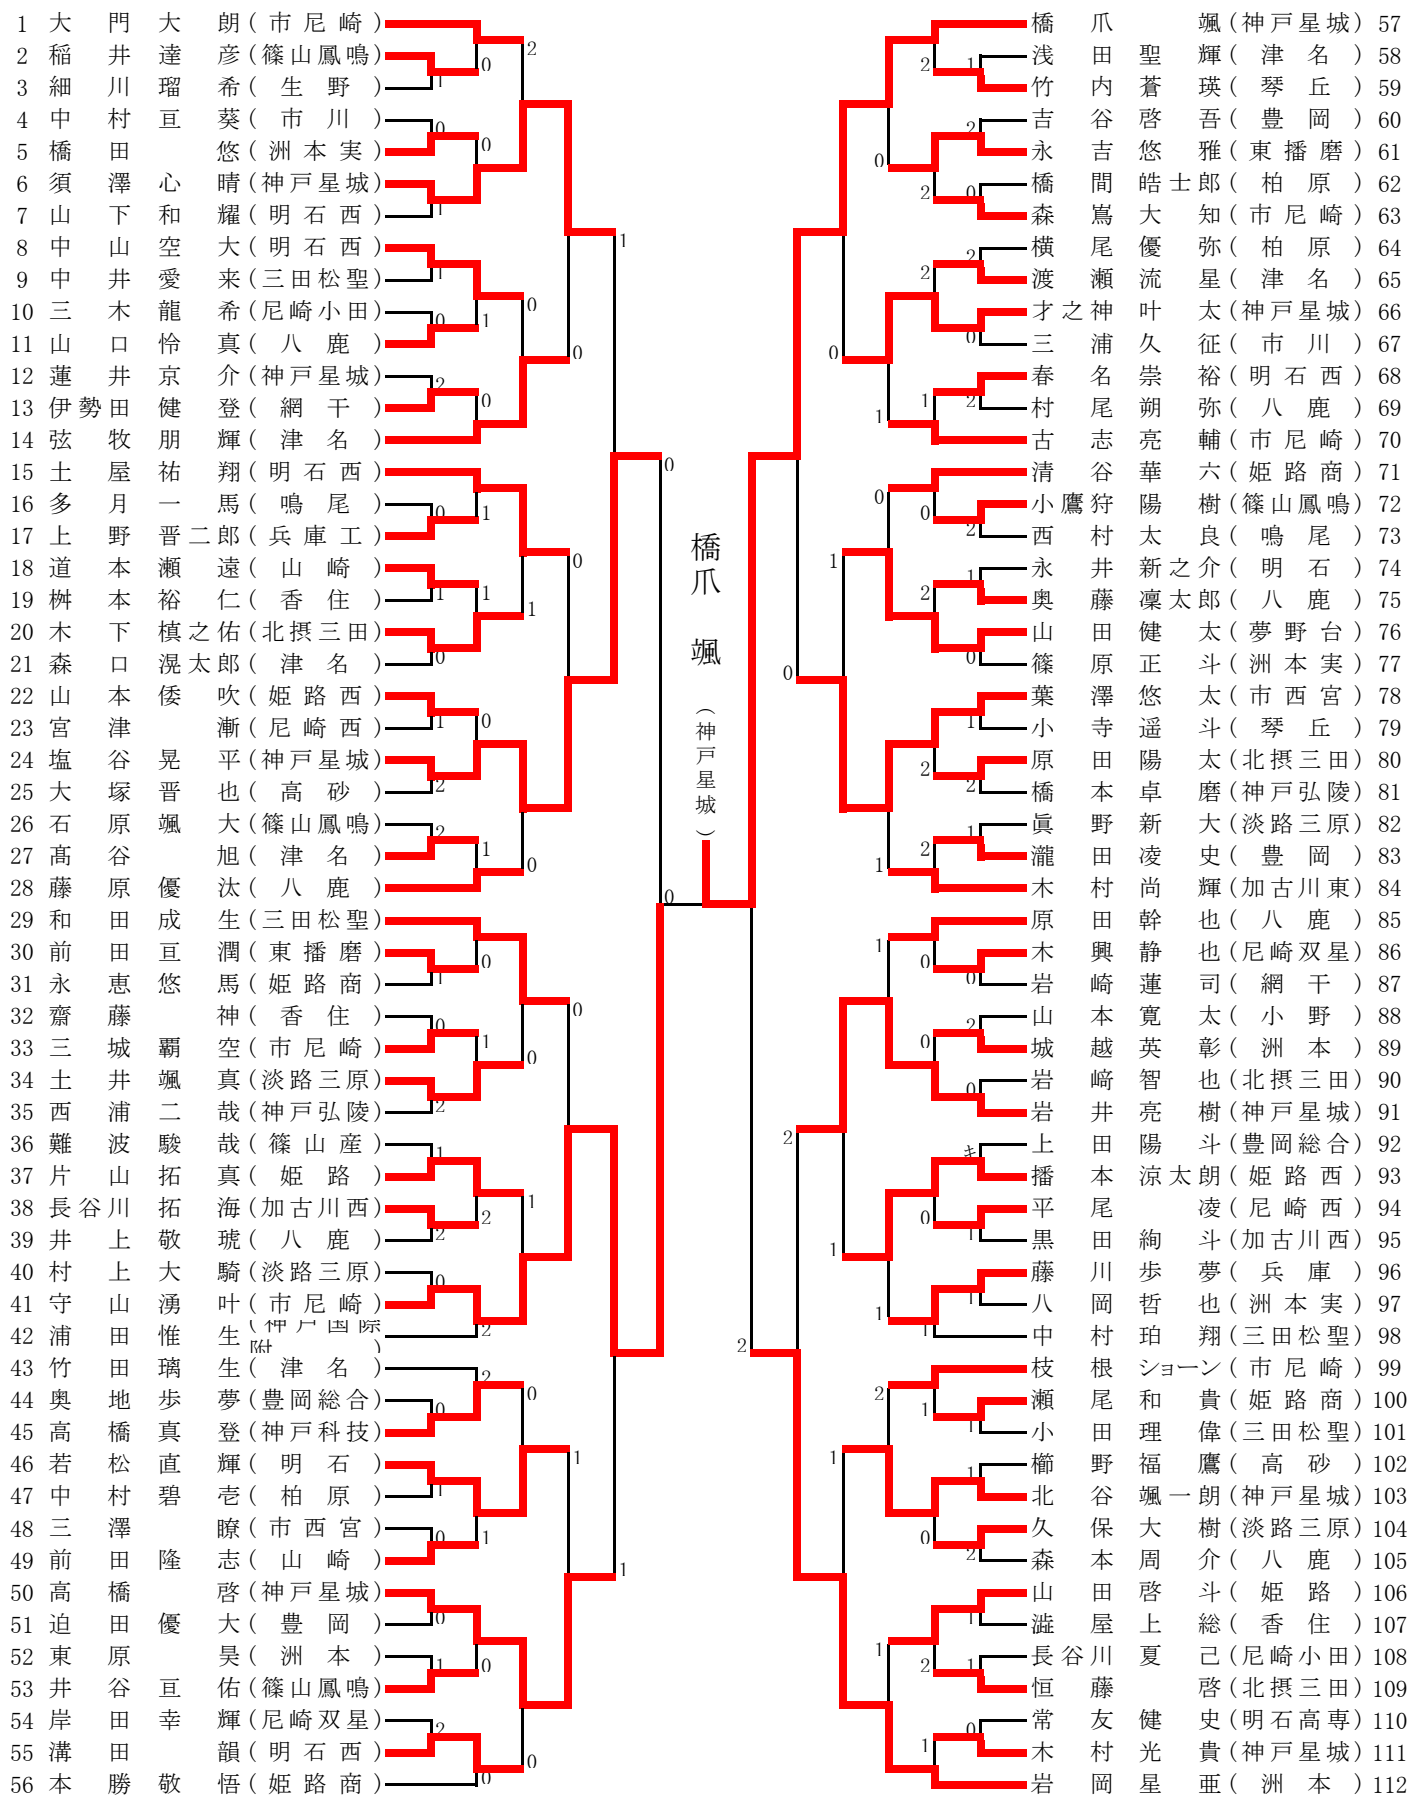 1 大門大朗(市尼崎)
2 稲井達彦(篠山鳳鳴)
3 細川瑠希(生野)
4 中村亘葵(市川)
5 橋田悠(洲本実)
6 須澤心晴(神戸星城)
7 山下和耀(明石西)
8 中山空大(明石西)
9 中井愛来(三田松聖)
10 三木龍希(尼崎小田)
11 山口怜真(八鹿)
12 蓮井京介(神戸星城)
13 伊勢田健登(網干)
14 弦牧朋輝(津名)
15 土屋祐翔(明石西)
16 多月一馬(鳴尾)
17 上野晋二郎(兵庫工)
18 道本瀬遠(山崎)
19 桝本裕仁(香住)
20 木下槙之佑(北摂三田)
21 森口滉太郎(津名)
22 山本倭吹(姫路西)
23 宮津漸(尼崎西)
24 塩谷晃平(神戸星城)
25 大塚晋也(高砂)
26 石原颯大(篠山鳳鳴)
27 髙谷旭(津名)
28 藤原優汰(八鹿)
29 和田成生(三田松聖)
30 前田亘潤(東播磨)
31 永恵悠馬(姫路商)
32 齋藤神(香住)
33 三城覇空(市尼崎)
34 土井颯真(淡路三原)
35 西浦二哉(神戸弘陵)
36 難波駿哉(篠山産)
37 片山拓真(姫路)
38 長谷川拓海(加古川西)
39 井上敬琥(八鹿)
40 村上大騎(淡路三原)
41 守山湧叶(市尼崎)
42 浦田惟生(神戸国際附)
43 竹田璃生(津名)
44 奥地歩夢(豊岡総合)
45 高橋真登(神戸科技)
46 若松直輝(明石)
47 中村碧壱(柏原)
48 三澤瞭(市西宮)
49 前田隆志(山崎)
50 高橋啓(神戸星城)
51 迫田優大(豊岡)
52 東原昊(洲本)
53 井谷亘佑(篠山鳳鳴)
54 岸田幸輝(尼崎双星)
55 溝田韻(明石西)
56 本勝敬悟(姫路商)
橋爪 颯 (神戸星城)
橋爪颯(神戸星城) 57
浅田聖輝(津名) 58
竹内蒼瑛(琴丘) 59
吉谷啓吾(豊岡) 60
永吉悠雅(東播磨) 61
橋間皓士郎(柏原) 62
森嶌大知(市尼崎) 63
横尾優弥(柏原) 64
渡瀬流星(津名) 65
才之神叶太(神戸星城) 66
三浦久征(市川) 67
春名崇裕(明石西) 68
村尾朔弥(八鹿) 69
古志亮輔(市尼崎) 70
清谷華六(姫路商) 71
小鷹狩陽樹(篠山鳳鳴) 72
西村太良(鳴尾) 73
永井新之介(明石) 74
奥藤凜太郎(八鹿) 75
山田健太(夢野台) 76
篠原正斗(洲本実) 77
葉澤悠太(市西宮) 78
小寺遥斗(琴丘) 79
原田陽太(北摂三田) 80
橋本卓磨(神戸弘陵) 81
眞野新大(淡路三原) 82
瀧田凌史(豊岡) 83
木村尚輝(加古川東) 84
原田幹也(八鹿) 85
木興静也(尼崎双星) 86
岩崎蓮司(網干) 87
山本寛太(小野) 88
城越英彰(洲本) 89
岩﨑智也(北摂三田) 90
岩井亮樹(神戸星城) 91
上田陽斗(豊岡総合) 92
播本涼太朗(姫路西) 93
平尾凌(尼崎西) 94
黒田絢斗(加古川西) 95
藤川歩夢(兵庫) 96
八岡哲也(洲本実) 97
中村珀翔(三田松聖) 98
枝根ショーン(市尼崎) 99
瀬尾和貴(姫路商) 100
小田理偉(三田松聖) 101
櫛野福鷹(高砂) 102
北谷颯一朗(神戸星城) 103
久保大樹(淡路三原) 104
森本周介(八鹿) 105
山田啓斗(姫路) 106
澁屋上総(香住) 107
長谷川夏己(尼崎小田) 108
恒藤啓(北摂三田) 109
常友健史(明石高専) 110
木村光貴(神戸星城) 111
岩岡星亜(洲本) 112